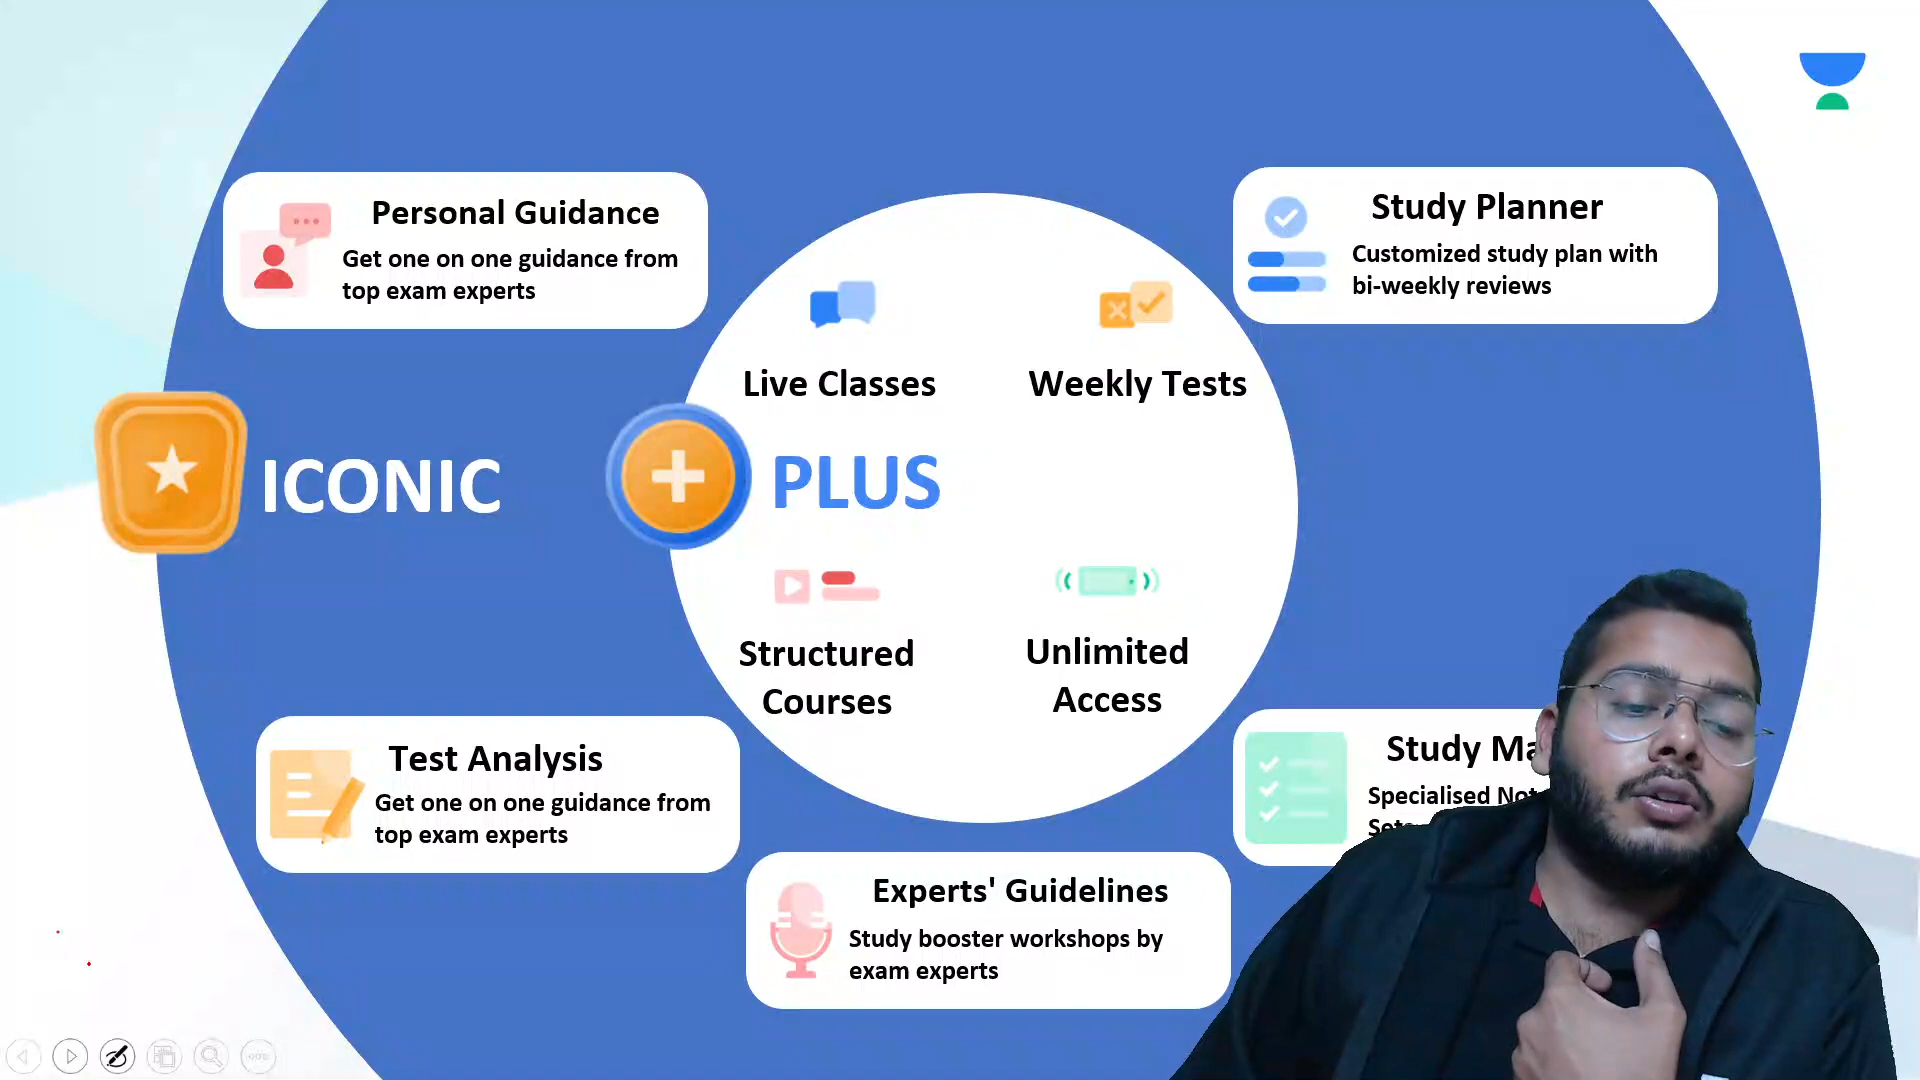 Personal Guidance
Get one on one guidance from
top exam experts
Study Planner
Customized study plan with
bi-weekly reviews
Live Classes
Weekly Tests
ICONIC
PLUS
Structured
Courses
Unlimited
Access
Test Analysis
Get one on one guidance from
top exam experts
Study
Specialised
Experts' Guidelines
Study booster workshops by
exam experts